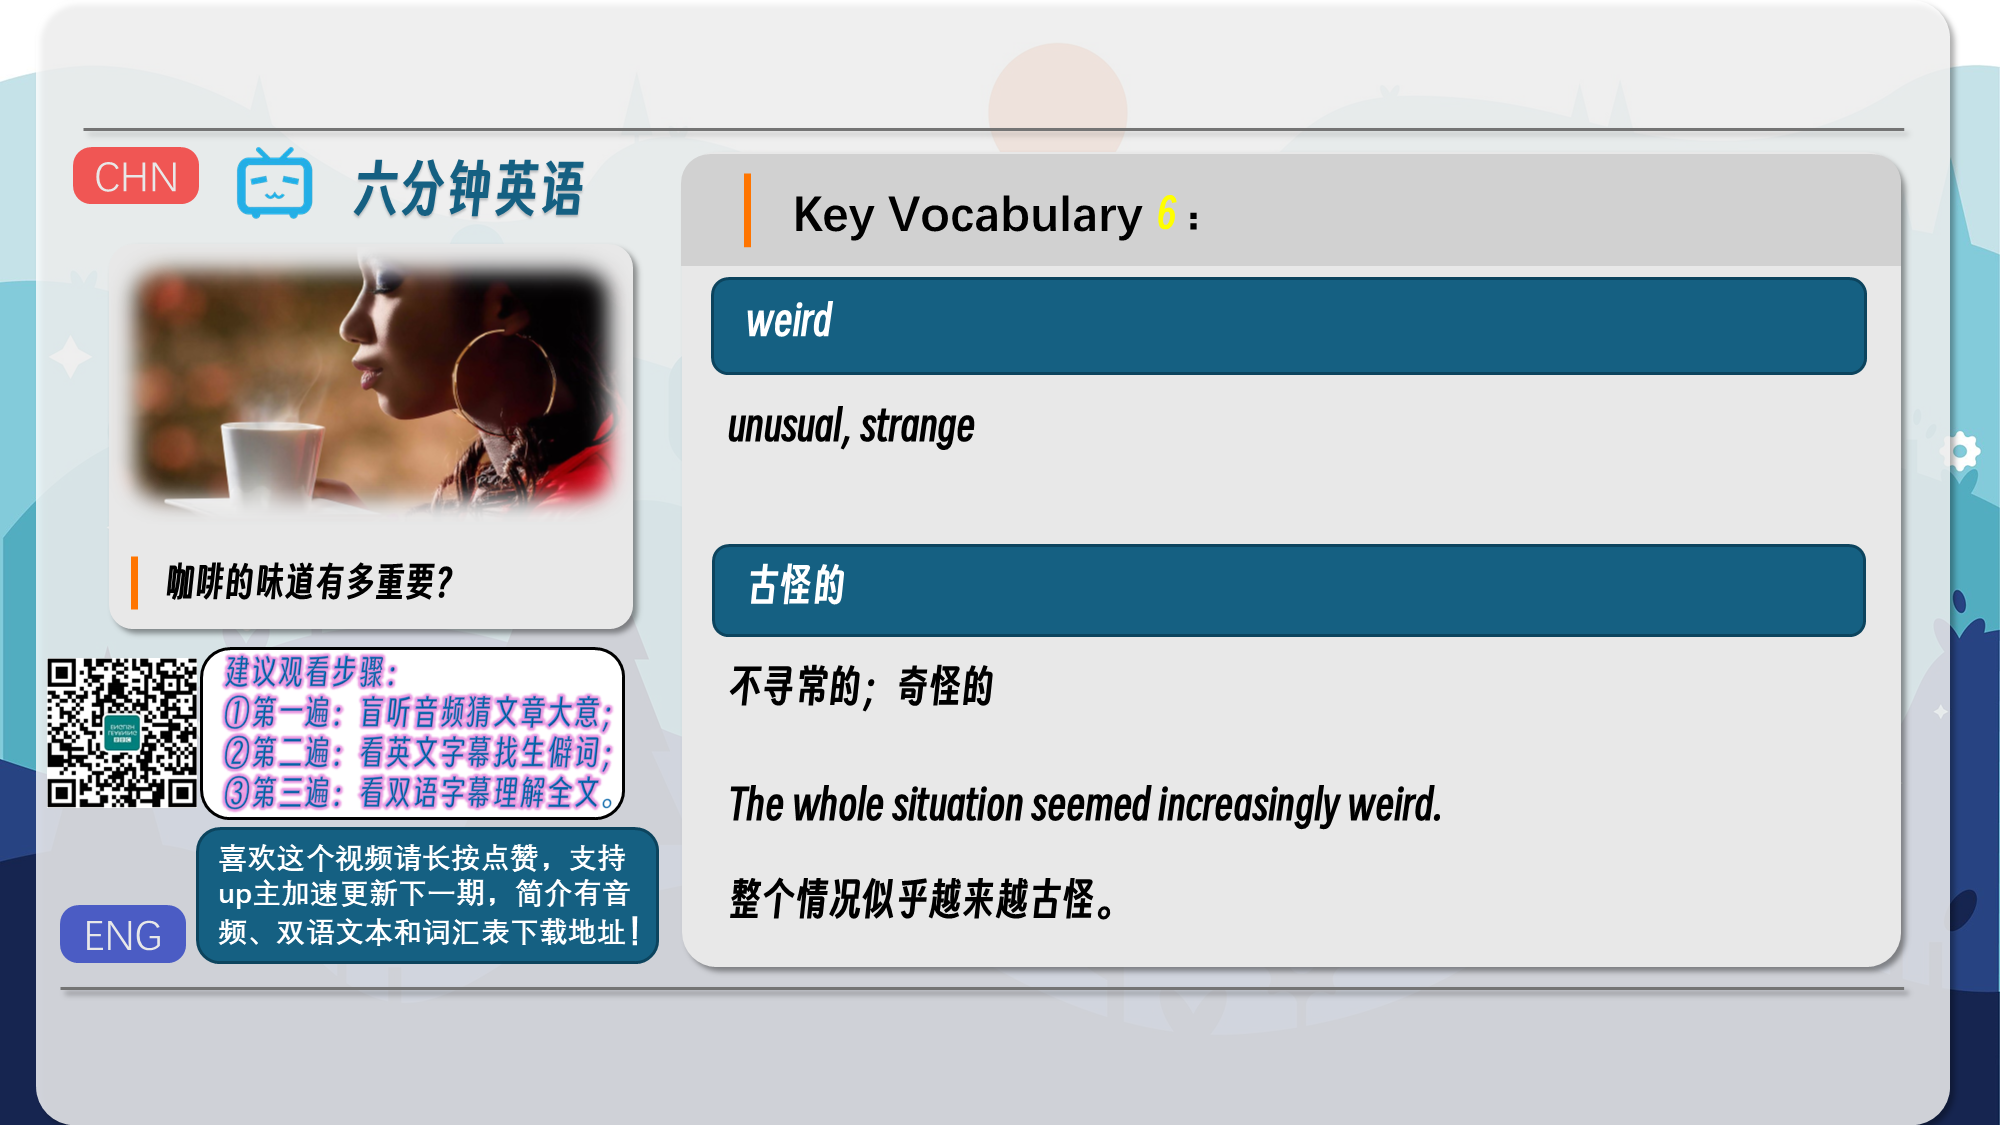 CHN
六分钟英语
咖啡的味道有多重要?
建议观看步骤:
①第一遍: 盲听音频猜文章大意;
②第二遍: 看英文字幕找生僻词;
③第三遍: 看双语字幕理解全文。
喜欢这个视频请长按点赞, 支持
up主加速更新下一期, 简介有音
频、双语文本和词汇表下载地址!
ENG
Key Vocabulary 6 :
weird
unusual, strange
古怪的
不寻常的; 奇怪的
The whole situation seemed increasingly weird.
整个情况似乎越来越古怪。